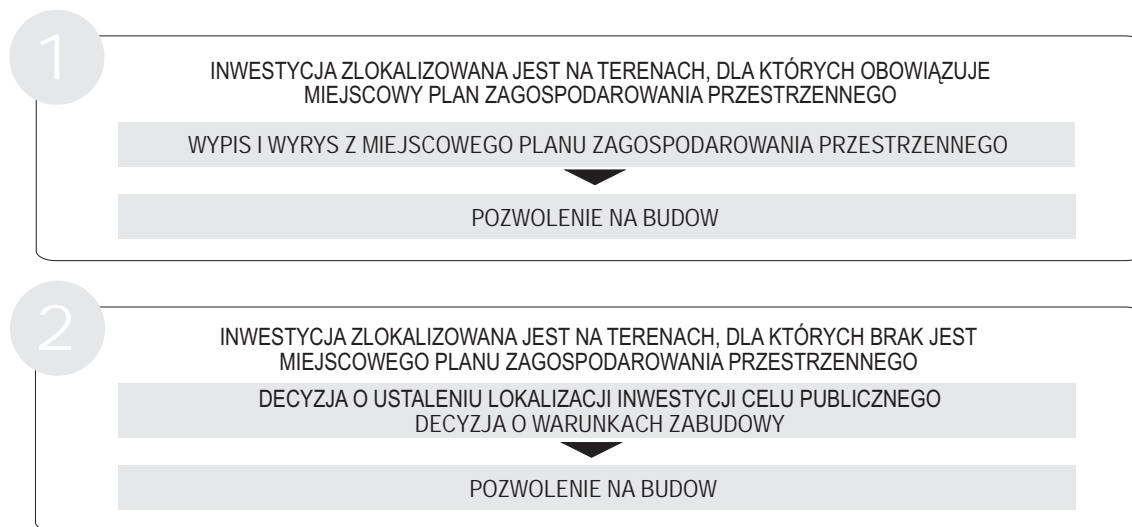 1
INWESTYCJA ZLOKALIZOWANA JEST NA TERENACH, DLA KTÓRYCH OBOWIĄZUJE
MIEJSCOWY PLAN ZAGOSPODAROWANIA PRZESTRZENNEGO
WYPIS I WYRYS Z MIEJSCOWEGO PLANU ZAGOSPODAROWANIA PRZESTRZENNEGO
POZWOLENIE NA BUDOW
2
INWESTYCJA ZLOKALIZOWANA JEST NA TERENACH, DLA KTÓRYCH BRAK JEST
MIEJSCOWEGO PLANU ZAGOSPODAROWANIA PRZESTRZENNEGO
DECYZJA O USTALENIU LOKALIZACJI INWESTYCJI CELU PUBLICZNEGO
DECYZJA O WARUNKACH ZABUDOWY
POZWOLENIE NA BUDOW